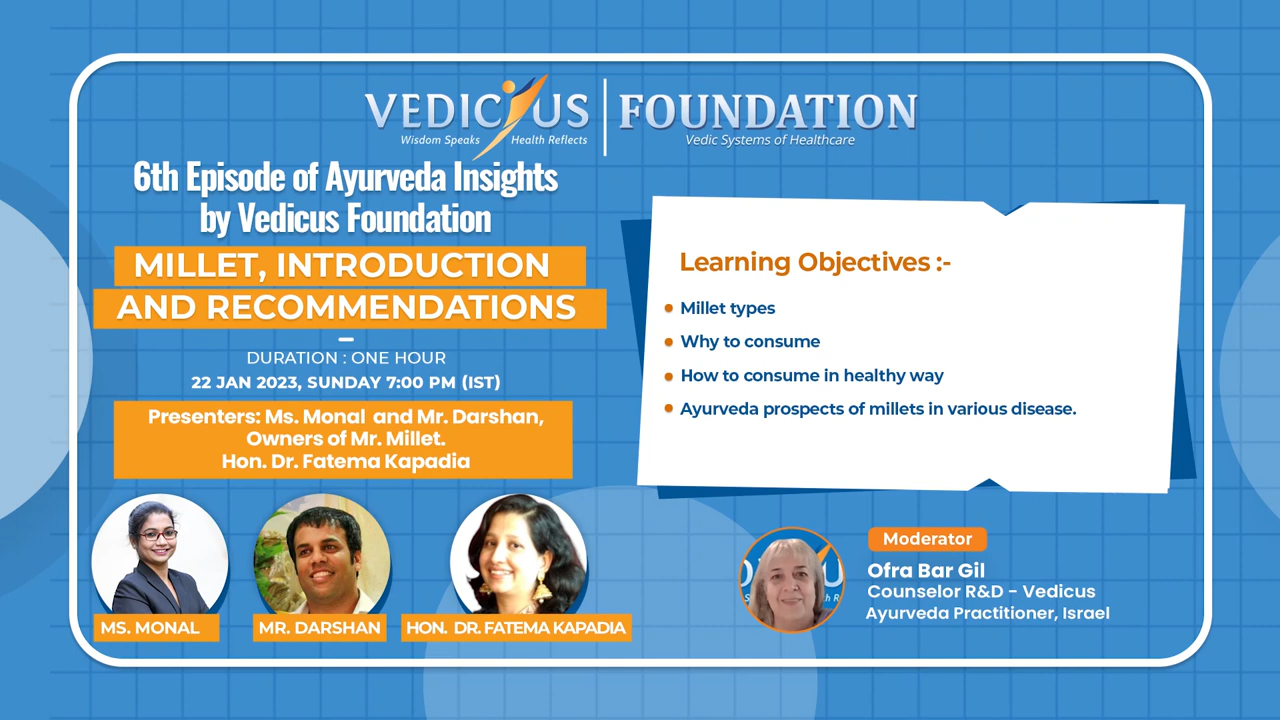 VEDICUS
Wisdom Speaks Health Reflects
FOUNDATION
Vedic Systems of Healthcare
6th Episode of Ayurveda Insights
by Vedicus Foundation
MILLET, INTRODUCTION
AND RECOMMENDATIONS
DURATION : ONE HOUR
22 JAN 2023, SUNDAY 7:00 PM (IST)
Presenters: Ms. Monal and Mr. Darshan,
Owners of Mr. Millet.
Hon. Dr. Fatema Kapadia
MS. MONAL
MR. DARSHAN
HON. DR. FATEMA KAPADIA
Learning Objectives :-
Millet types
Why to consume
How to consume in healthy way
Ayurveda prospects of millets in various disease.
Moderator
Ofra Bar Gil
Counselor R&D - Vedicus
Ayurveda Practitioner, Israel